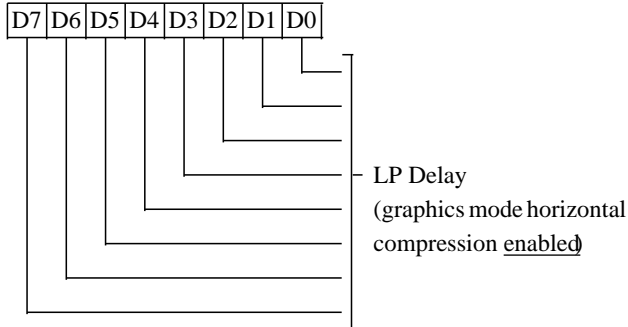 D7 D6 D5 D4 D3 D2 D1 D0
LP Delay
(graphics mode horizontal
compression enabled)